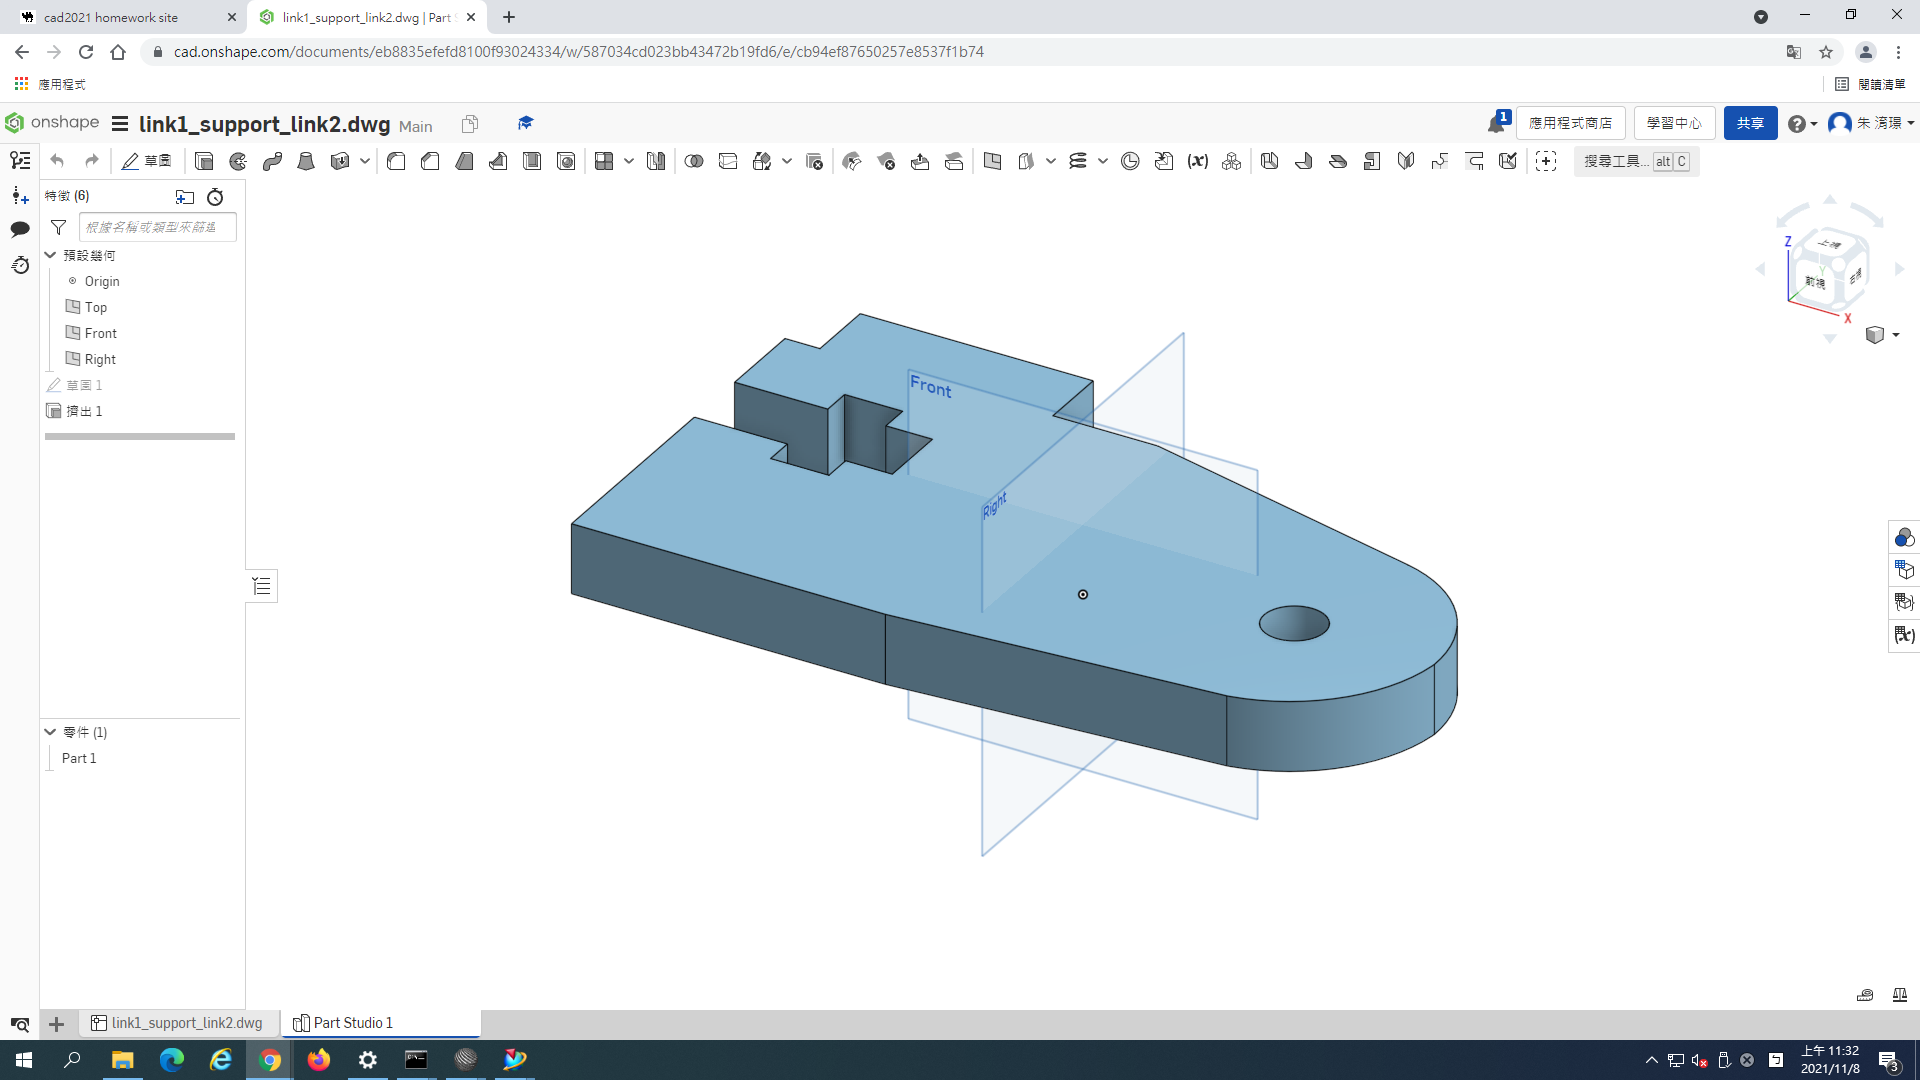 cad2021 homework site
link1_support_link2.dwg | Part S
cad.onshape.com/documents/eb8835efefd8100f93024334/w/587034cd023bb43472b19fd6/e/cb94ef87650257e8537f1b74
應用程式
閱讀清單
onshape
link1_support_link2.dwg Main
1
應用程式商店
學習中心
共享
草圖
搜尋工具... alt C
特徵 (6)
根據名稱或類型來篩選
預設幾何
Origin
Top
Front
Right
草圖 1
擠出 1
零件 (1)
Part 1
Front
Right
Z
上視
前視
右視
Y
X
link1_support_link2.dwg
Part Studio 1
上午 11:32
2021/11/8
3